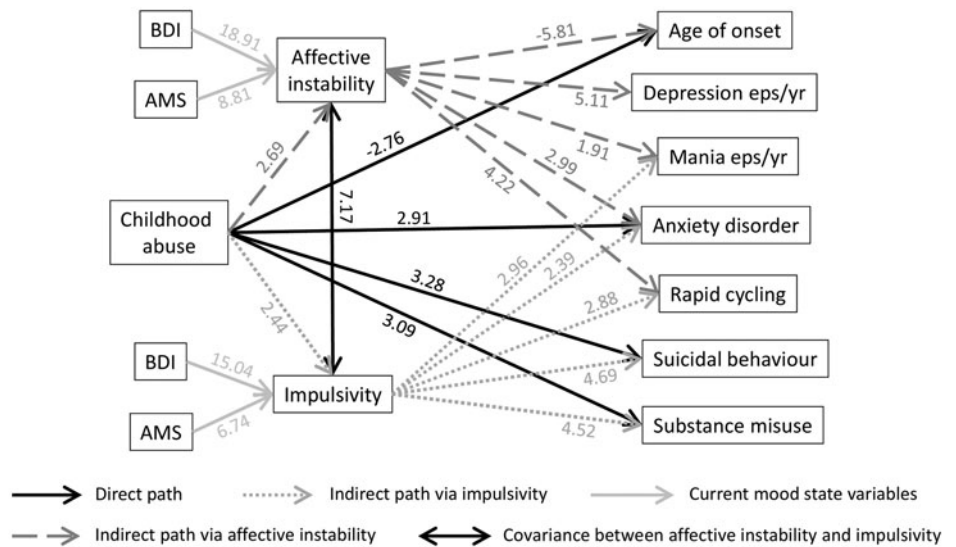 BDI
18.91
AMS
8.81
Affective
instability
-5.81
Age of onset
5.11
Depression eps/yr
1.91
Mania eps/yr
2.99
4.22
2.69
-2.76
7.17
Childhood
abuse
2.91
Anxiety disorder
2.96
2.39
3.28
Rapid cycling
2.88
2.44
3.09
BDI
15.04
AMS
6.74
Impulsivity
4.69
Suicidal behaviour
4.52
Substance misuse
Direct path
Indirect path via impulsivity
Current mood state variables
Indirect path via affective instability
Covariance between affective instability and impulsivity